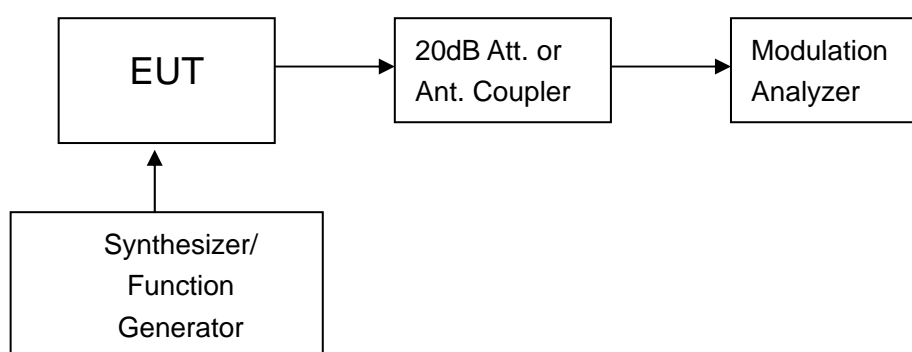 EUT
20dB Att. or
Ant. Coupler
Modulation
Analyzer
Synthesizer/
Function
Generator